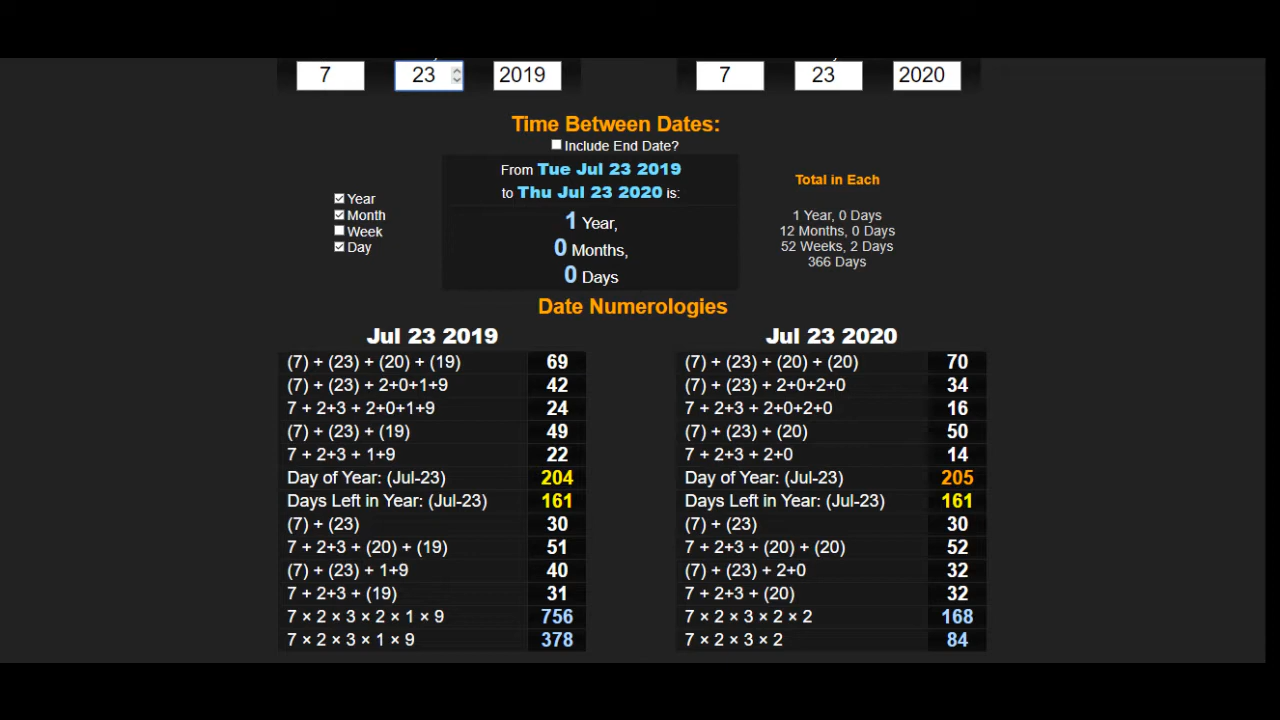 7 23 2019 7 23 2020
Time Between Dates:
Include End Date?
From Tue Jul 23 2019
to Thu Jul 23 2020 is:
1 Year,
0 Months,
0 Days
Year
Month
Week
Day
Total in Each
1 Year, 0 Days
12 Months, 0 Days
52 Weeks, 2 Days
366 Days
Date Numerologies
Jul 23 2019
(7) + (23) + (20) + (19) 69
(7) + (23) + 2+0+1+9 42
7 + 2+3 + 2+0+1+9 24
(7) + (23) + (19) 49
7 + 2+3 + 1+9 22
Day of Year: (Jul-23) 204
Days Left in Year: (Jul-23) 161
(7) + (23) 30
7 + 2+3 + (20) + (19) 51
(7) + (23) + 1+9 40
7 + 2+3 + (19) 31
7 × 2 × 3 × 2 × 1 × 9 756
7 × 2 × 3 × 1 × 9 378
Jul 23 2020
(7) + (23) + (20) + (20) 70
(7) + (23) + 2+0+2+0 34
7 + 2+3 + 2+0+2+0 16
(7) + (23) + (20) 50
7 + 2+3 + 2+0 14
Day of Year: (Jul-23) 205
Days Left in Year: (Jul-23) 161
(7) + (23) 30
7 + 2+3 + (20) + (20) 52
(7) + (23) + 2+0 32
7 + 2+3 + (20) 32
7 × 2 × 3 × 2 × 2 168
7 × 2 × 3 × 2 84